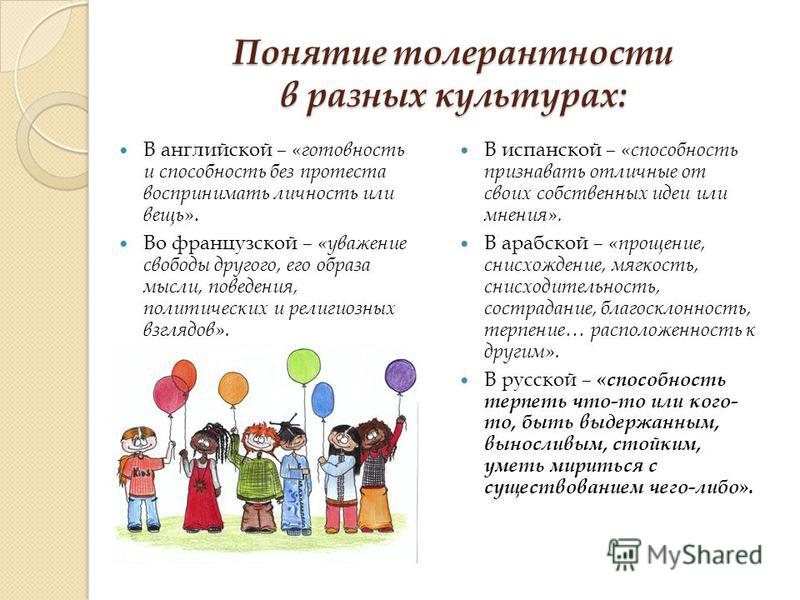 Понятие толерантности
в разных культурах:
В английской – «готовность
и способность без протеста
воспринимать личность или
вещь».
Во французской – «уважение
свободы другого, его образа
мысли, поведения,
политических и религиозных
взглядов».
В испанской – «способность
признавать отличные от
своих собственных идеи или
мнения».
В арабской – «прощение,
снисхождение, мягкость,
снисходительность,
сострадание, благосклонность,
терпение… расположенность к
другим».
В русской – «способность
терпеть что-то или кого-
то, быть выдержанным,
выносливым, стойким,
уметь мириться с
существованием чего-либо».
KIDS
MyShared